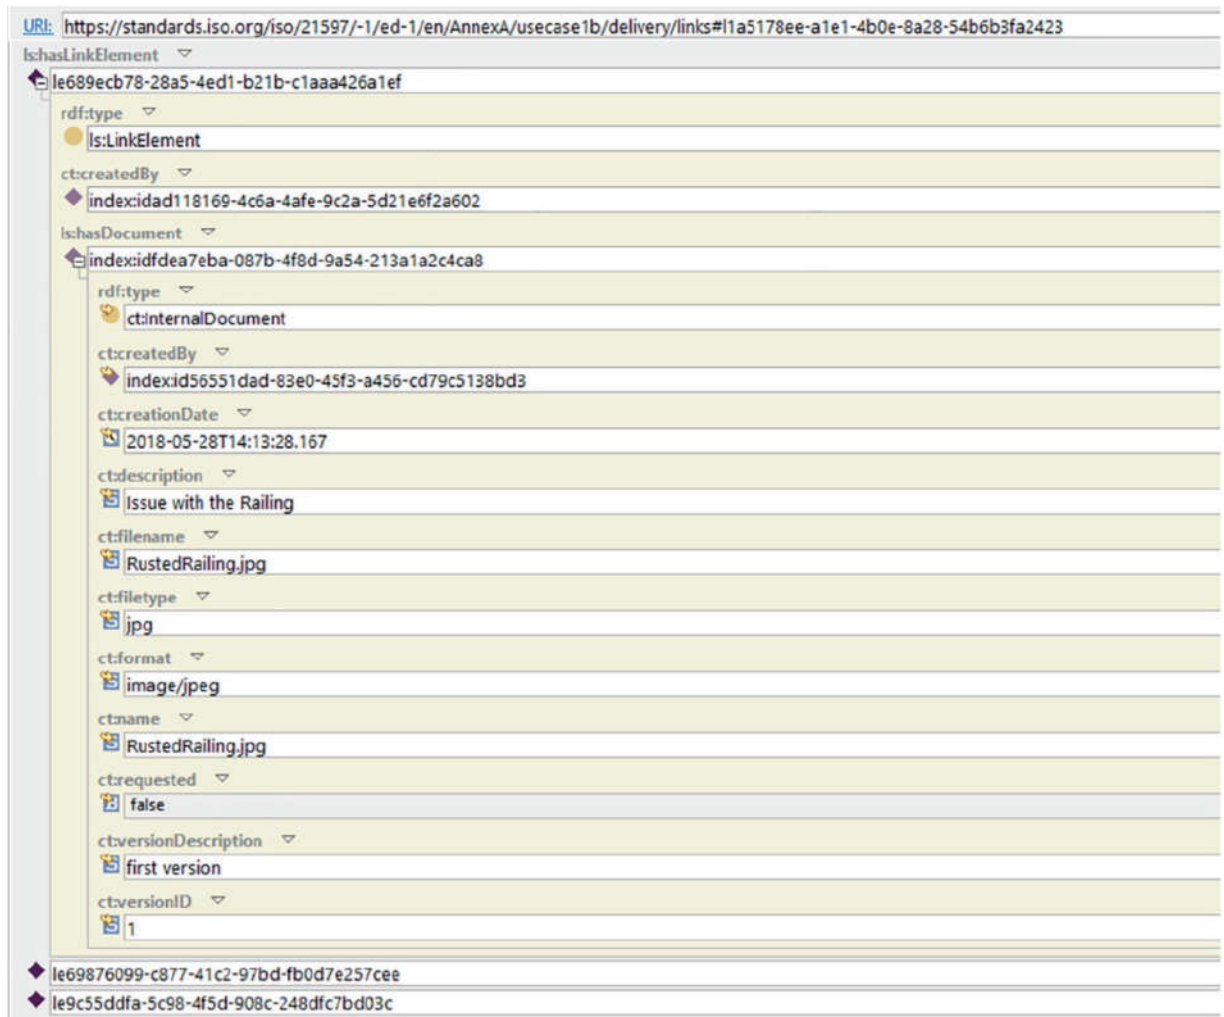 URI: https://standards.iso.org/iso/21597/-1/ed-1/en/AnnexA/usecase1b/delivery/links#l1a5178ee-a1e1-4b0e-8a28-54b6b3fa2423
ls:hasLinkElement
le689ecb78-28a5-4ed1-b21b-c1aaa426a1ef
rdf:type
ls:LinkElement
ct:createdBy
index:idad118169-4c6a-4afe-9c2a-5d21e6f2a602
ls:hasDocument
index:idfdea7eba-087b-4f8d-9a54-213a1a2c4ca8
rdf:type
ct:InternalDocument
ct:createdBy
index:id56551dad-83e0-45f3-a456-cd79c5138bd3
ct:creationDate
2018-05-28T14:13:28.167
ct:description
Issue with the Railing
ct:filename
RustedRailing.jpg
ct:filetype
jpg
ct:format
image/jpeg
ct:name
RustedRailing.jpg
ct:requested
false
ct:versionDescription
first version
ct:versionID
1
le69876099-c877-41c2-97bd-fb0d7e257cee
le9c55ddfa-5c98-4f5d-908c-248dfc7bd03c